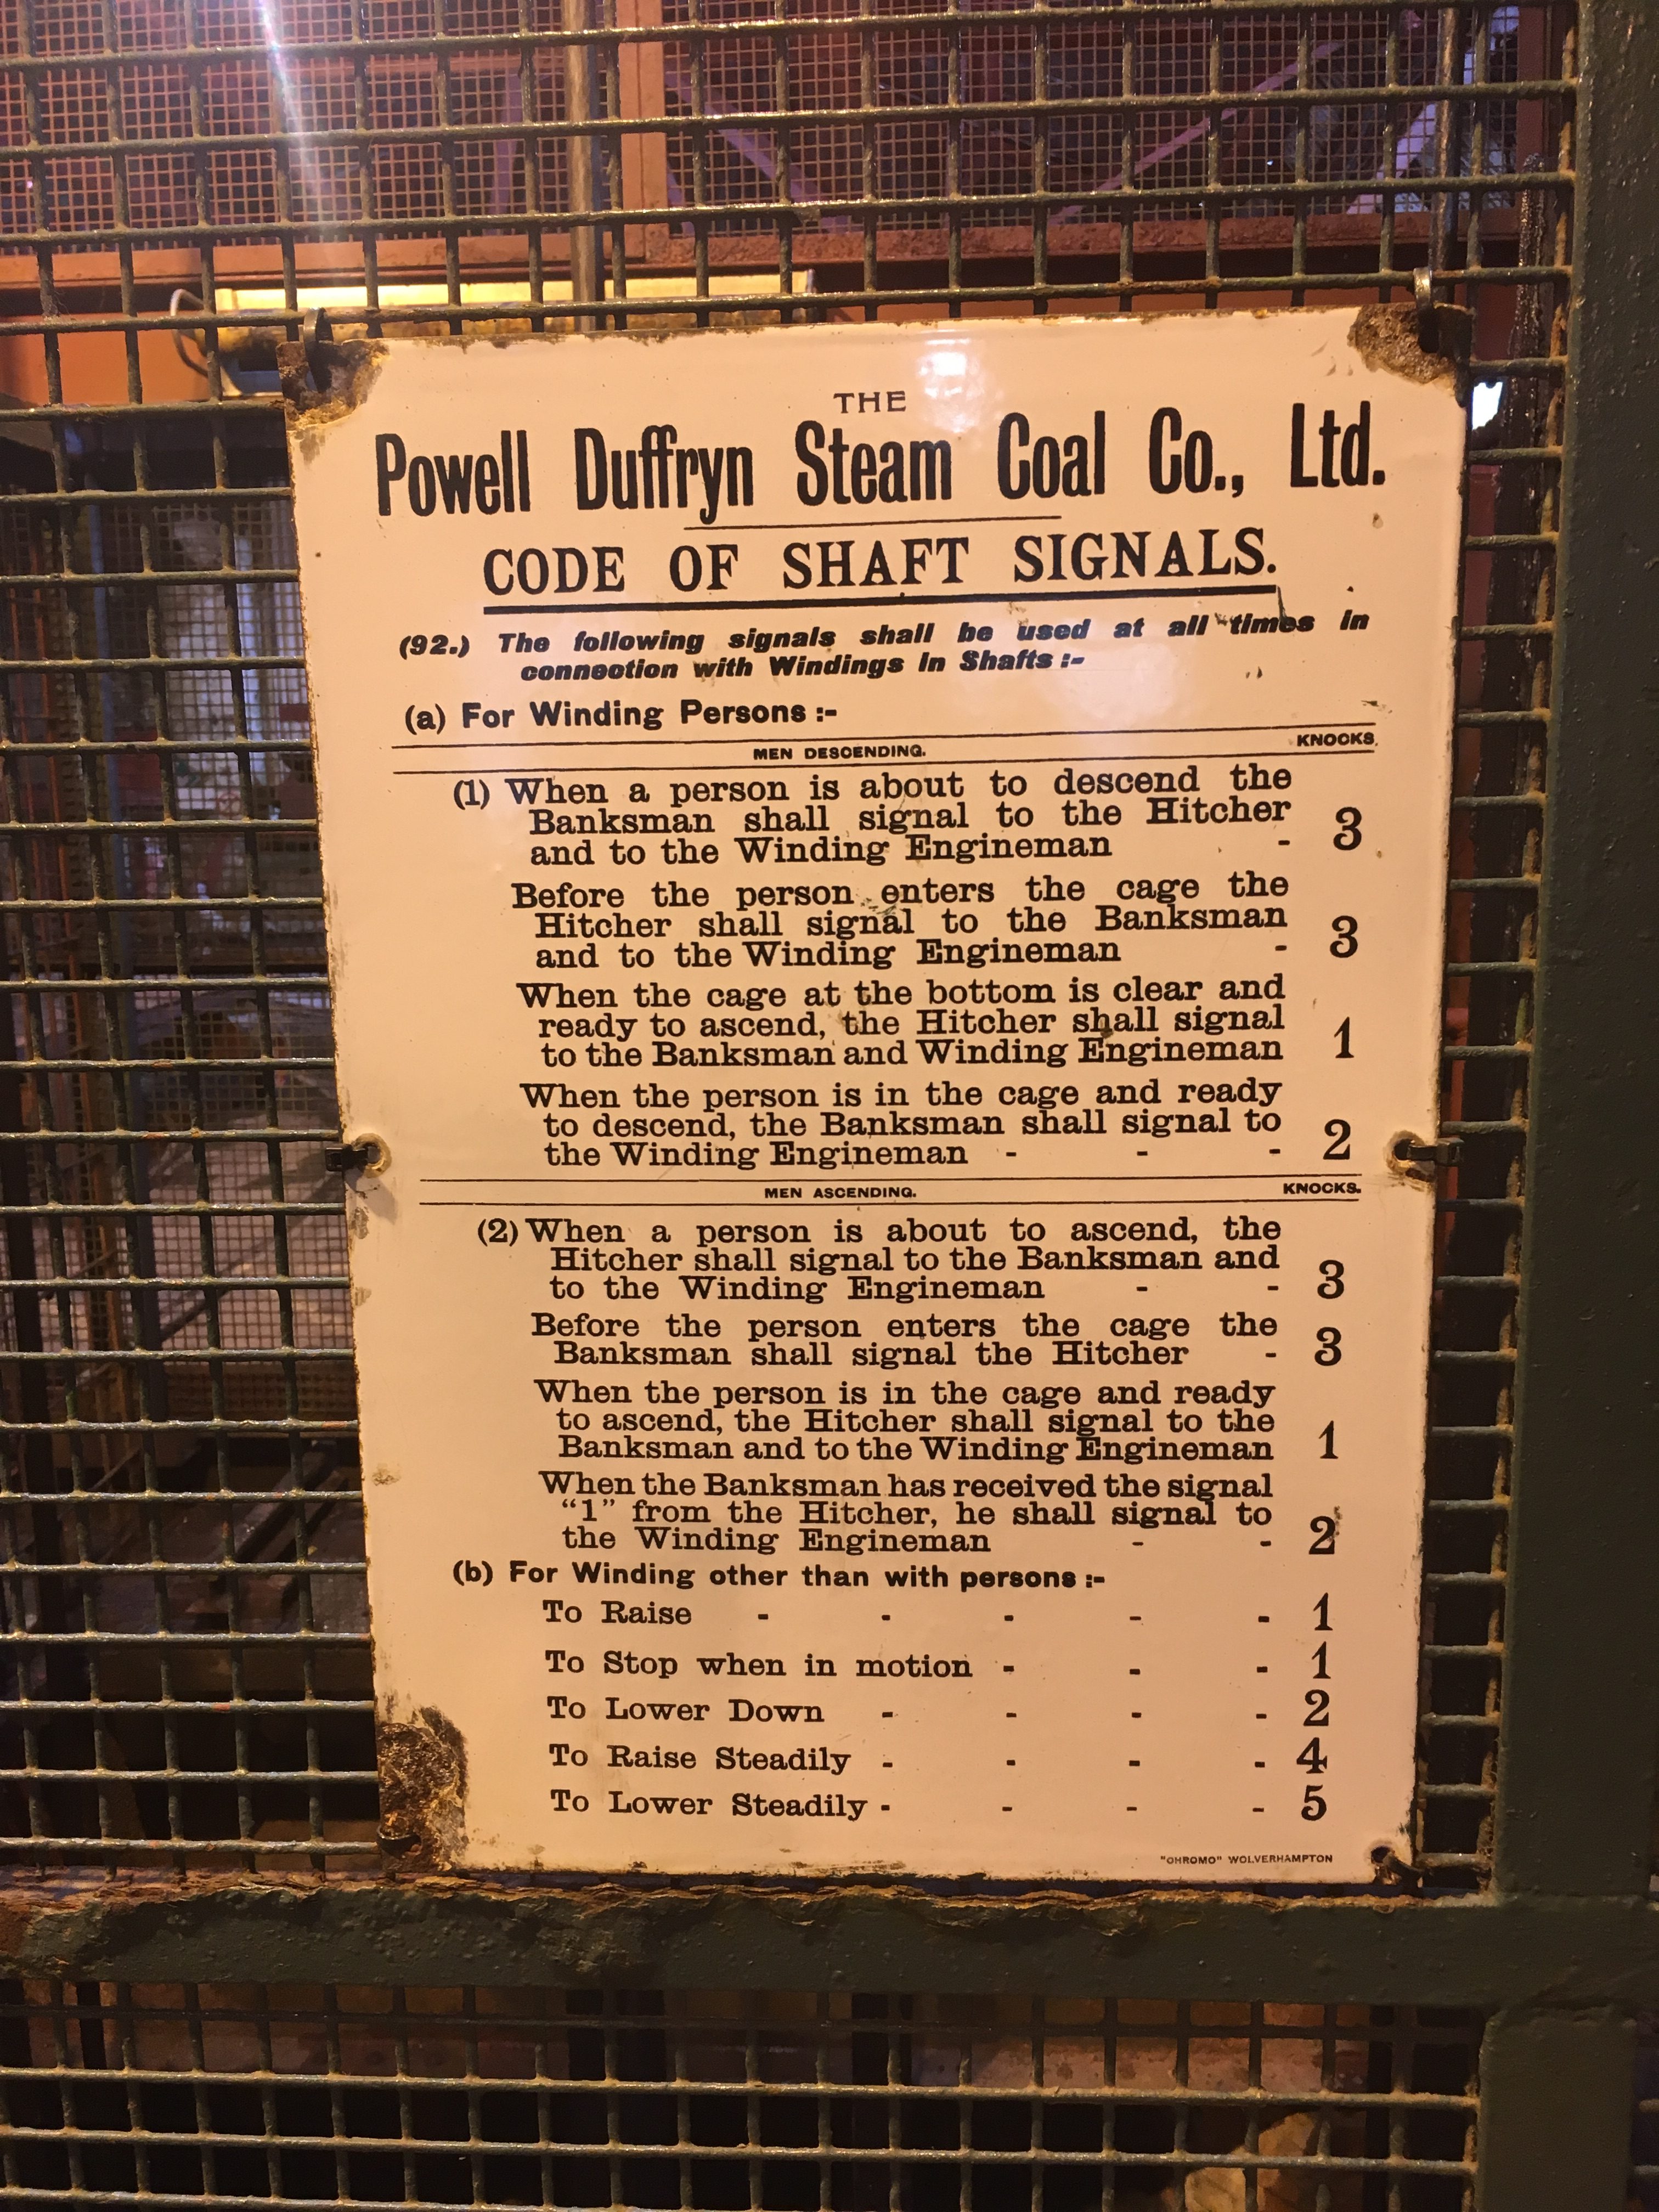 THE
Powell Duffryn Steam Coal Co., Ltd.
CODE OF SHAFT SIGNALS.
(92.) The following signals shall be used at all times in
connection with Windings in Shafts :-
(a) For Winding Persons :-
MEN DESCENDING. KNOCKS.
(1) When a person is about to descend the
Banksman shall signal to the Hitcher
and to the Winding Engineman - 3
Before the person enters the cage the
Hitcher shall signal to the Banksman
and to the Winding Engineman - 3
When the cage at the bottom is clear and
ready to ascend, the Hitcher shall signal
to the Banksman and Winding Engineman 1
When the person is in the cage and ready
to descend, the Banksman shall signal to
the Winding Engineman - - - 2
MEN ASCENDING. KNOCKS.
(2) When a person is about to ascend, the
Hitcher shall signal to the Banksman and
to the Winding Engineman - - 3
Before the person enters the cage the
Banksman shall signal the Hitcher - 3
When the person is in the cage and ready
to ascend, the Hitcher shall signal to the
Banksman and to the Winding Engineman 1
When the Banksman has received the signal
“1” from the Hitcher, he shall signal to
the Winding Engineman - - 2
(b) For Winding other than with persons :-
To Raise - - - - - 1
To Stop when in motion - - - 1
To Lower Down - - - - 2
To Raise Steadily - - - - 4
To Lower Steadily - - - - 5
"CHROMO" WOLVERHAMPTON